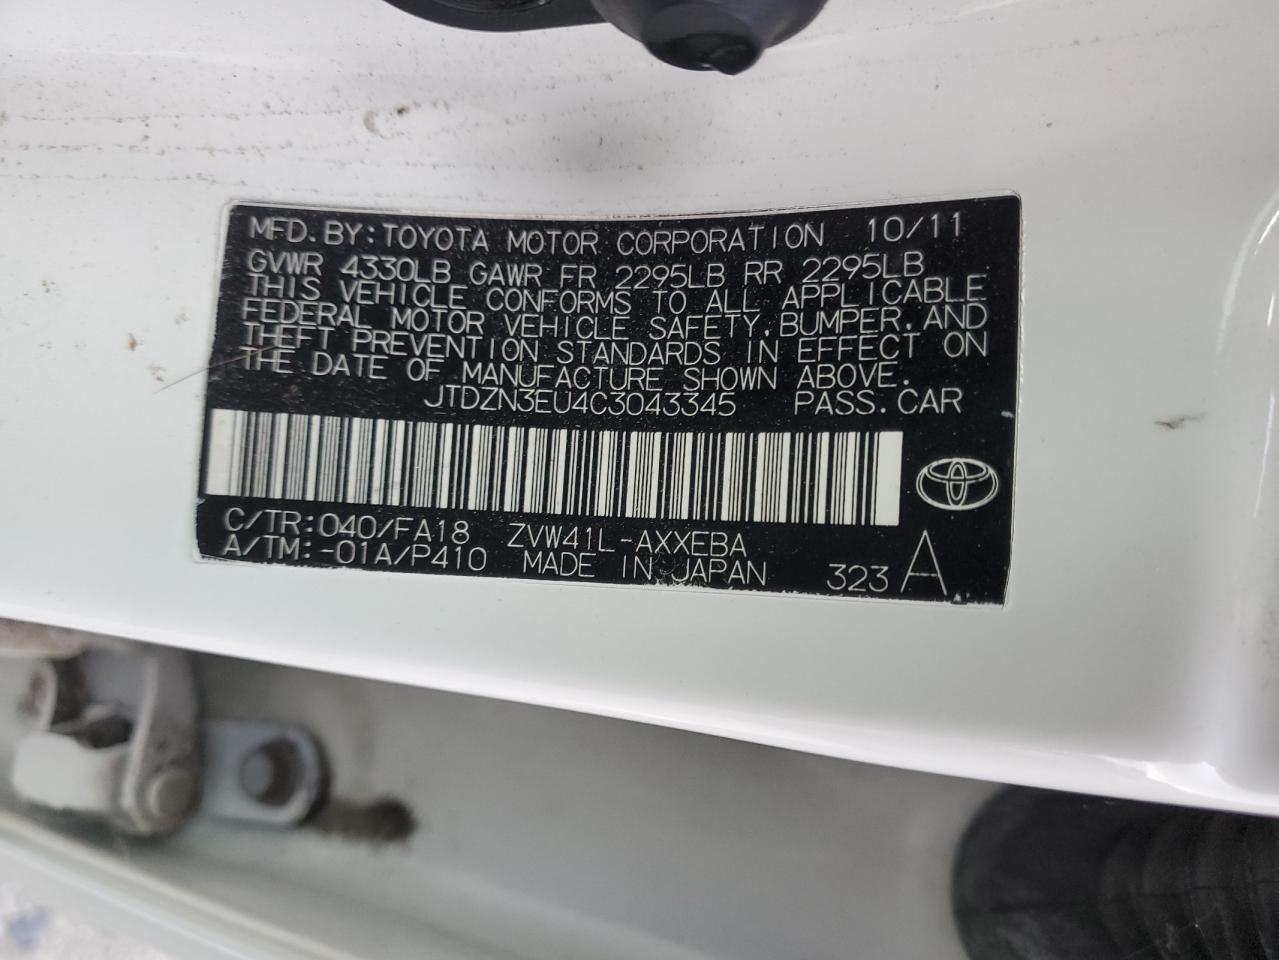 MFD.BY:TOYOTA MOTOR CORPORATION 10/11
GVWR 4330LB GAWR FR 2295LB RR 2295LB
THIS VEHICLE CONFORMS TO ALL APPLICABLE
FEDERAL MOTOR VEHICLE SAFETY,BUMPER,AND
THEFT PREVENTION STANDARDS IN EFFECT ON
THE DATE OF MANUFACTURE SHOWN ABOVE.
JTDZN3EU4C3043345 PASS.CAR
C/TR:040/FA18 ZVW41L-AXXEBA
A/TM:-01A/P410 MADE IN JAPAN 323 A